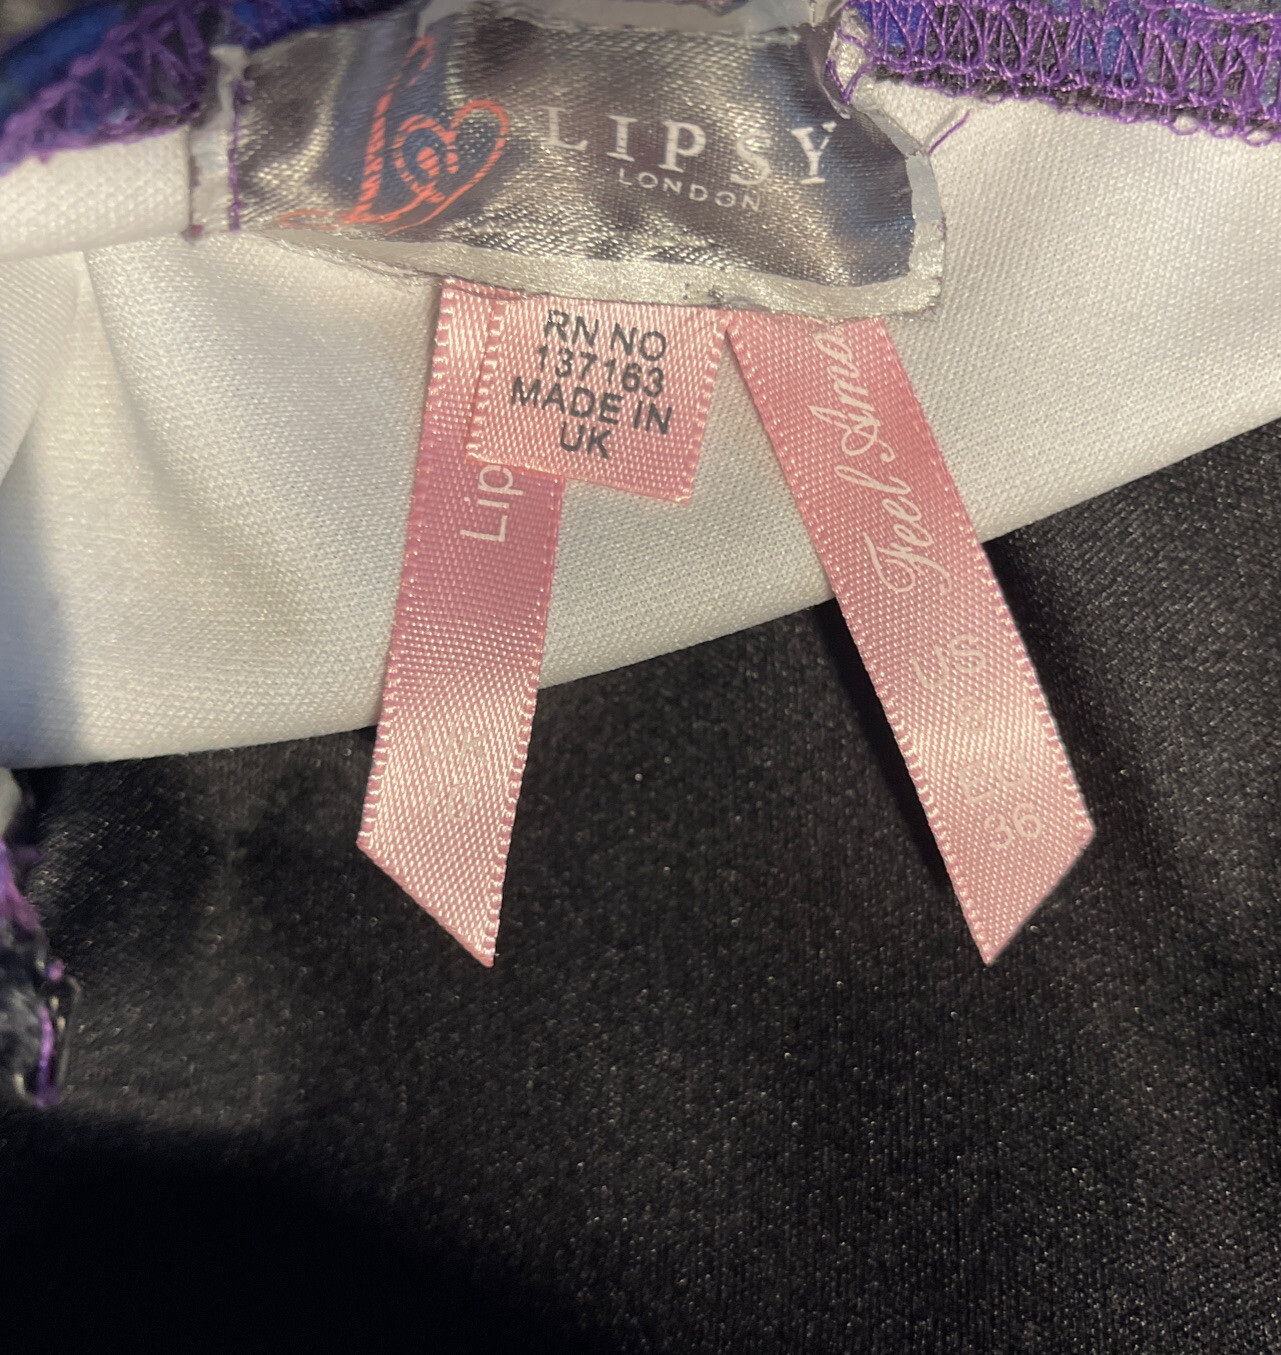 LIPSY
LONDON
RN NO
137163
MADE IN
UK
Lip
Feel Ama
US
EU
36